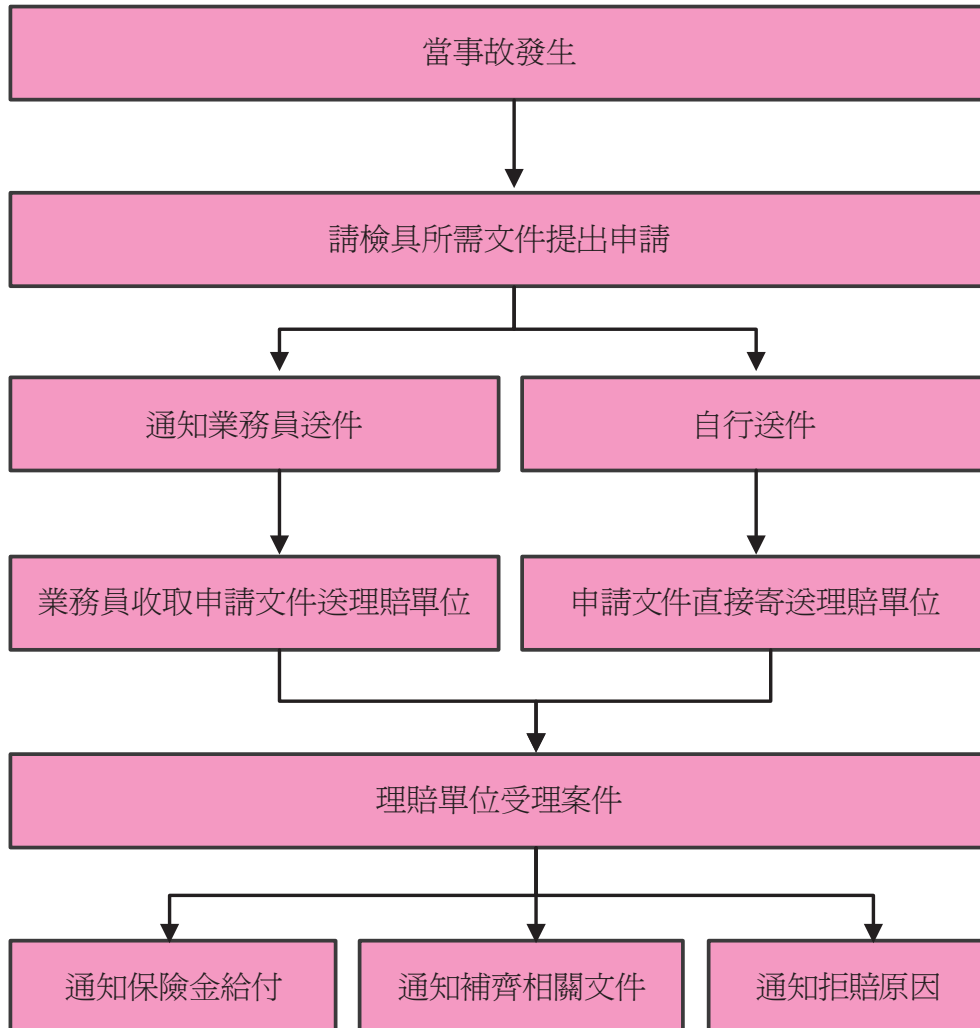 當事故發生
請檢具所需文件提出申請
通知業務員送件
自行送件
業務員收取申請文件送理賠單位
申請文件直接寄送理賠單位
理賠單位受理案件
通知保險金給付
通知補齊相關文件
通知拒賠原因